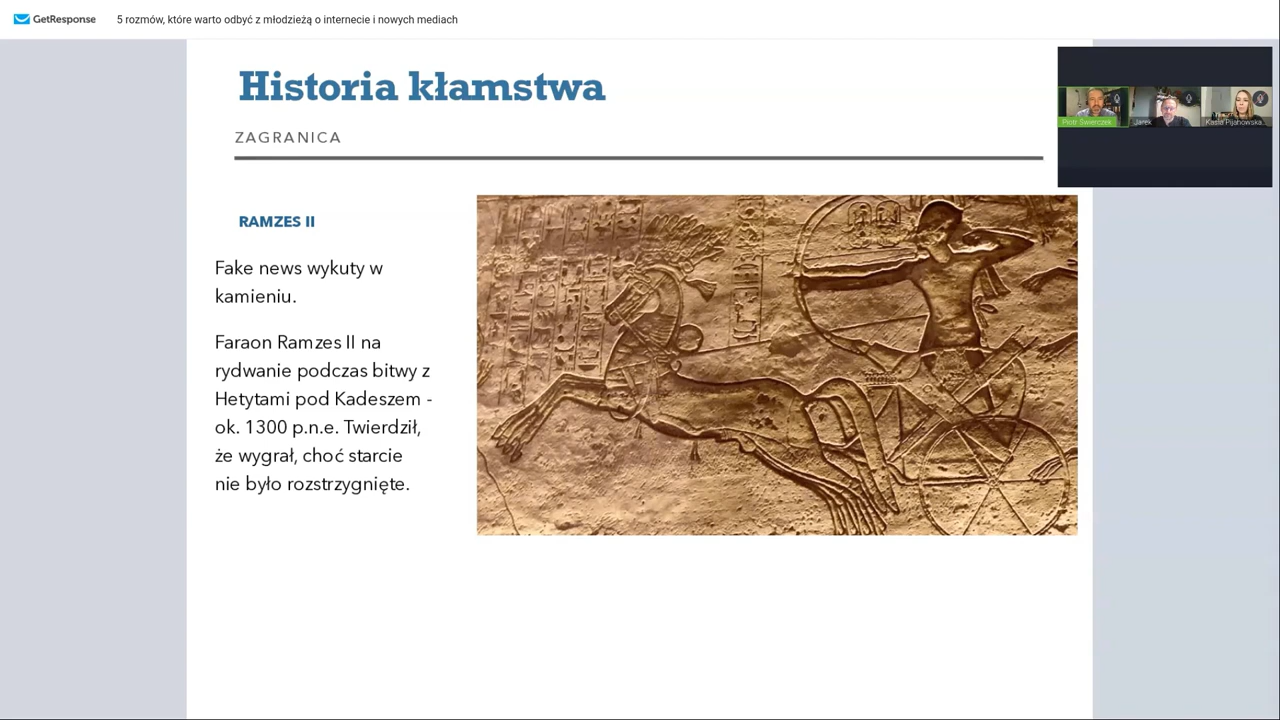 GetResponse
5 rozmów, które warto odbyć z młodzieżą o internecie i nowych mediach
Historia kłamstwa
ZAGRANICA
Piotr Świerczek
Jarek
Kasia Pijanowska...
RAMZES II
Fake news wykuty w
kamieniu.
Faraon Ramzes II na
rydwanie podczas bitwy z
Hetytami pod Kadeszem -
ok. 1300 p.n.e. Twierdził,
że wygrał, choć starcie
nie było rozstrzygnięte.